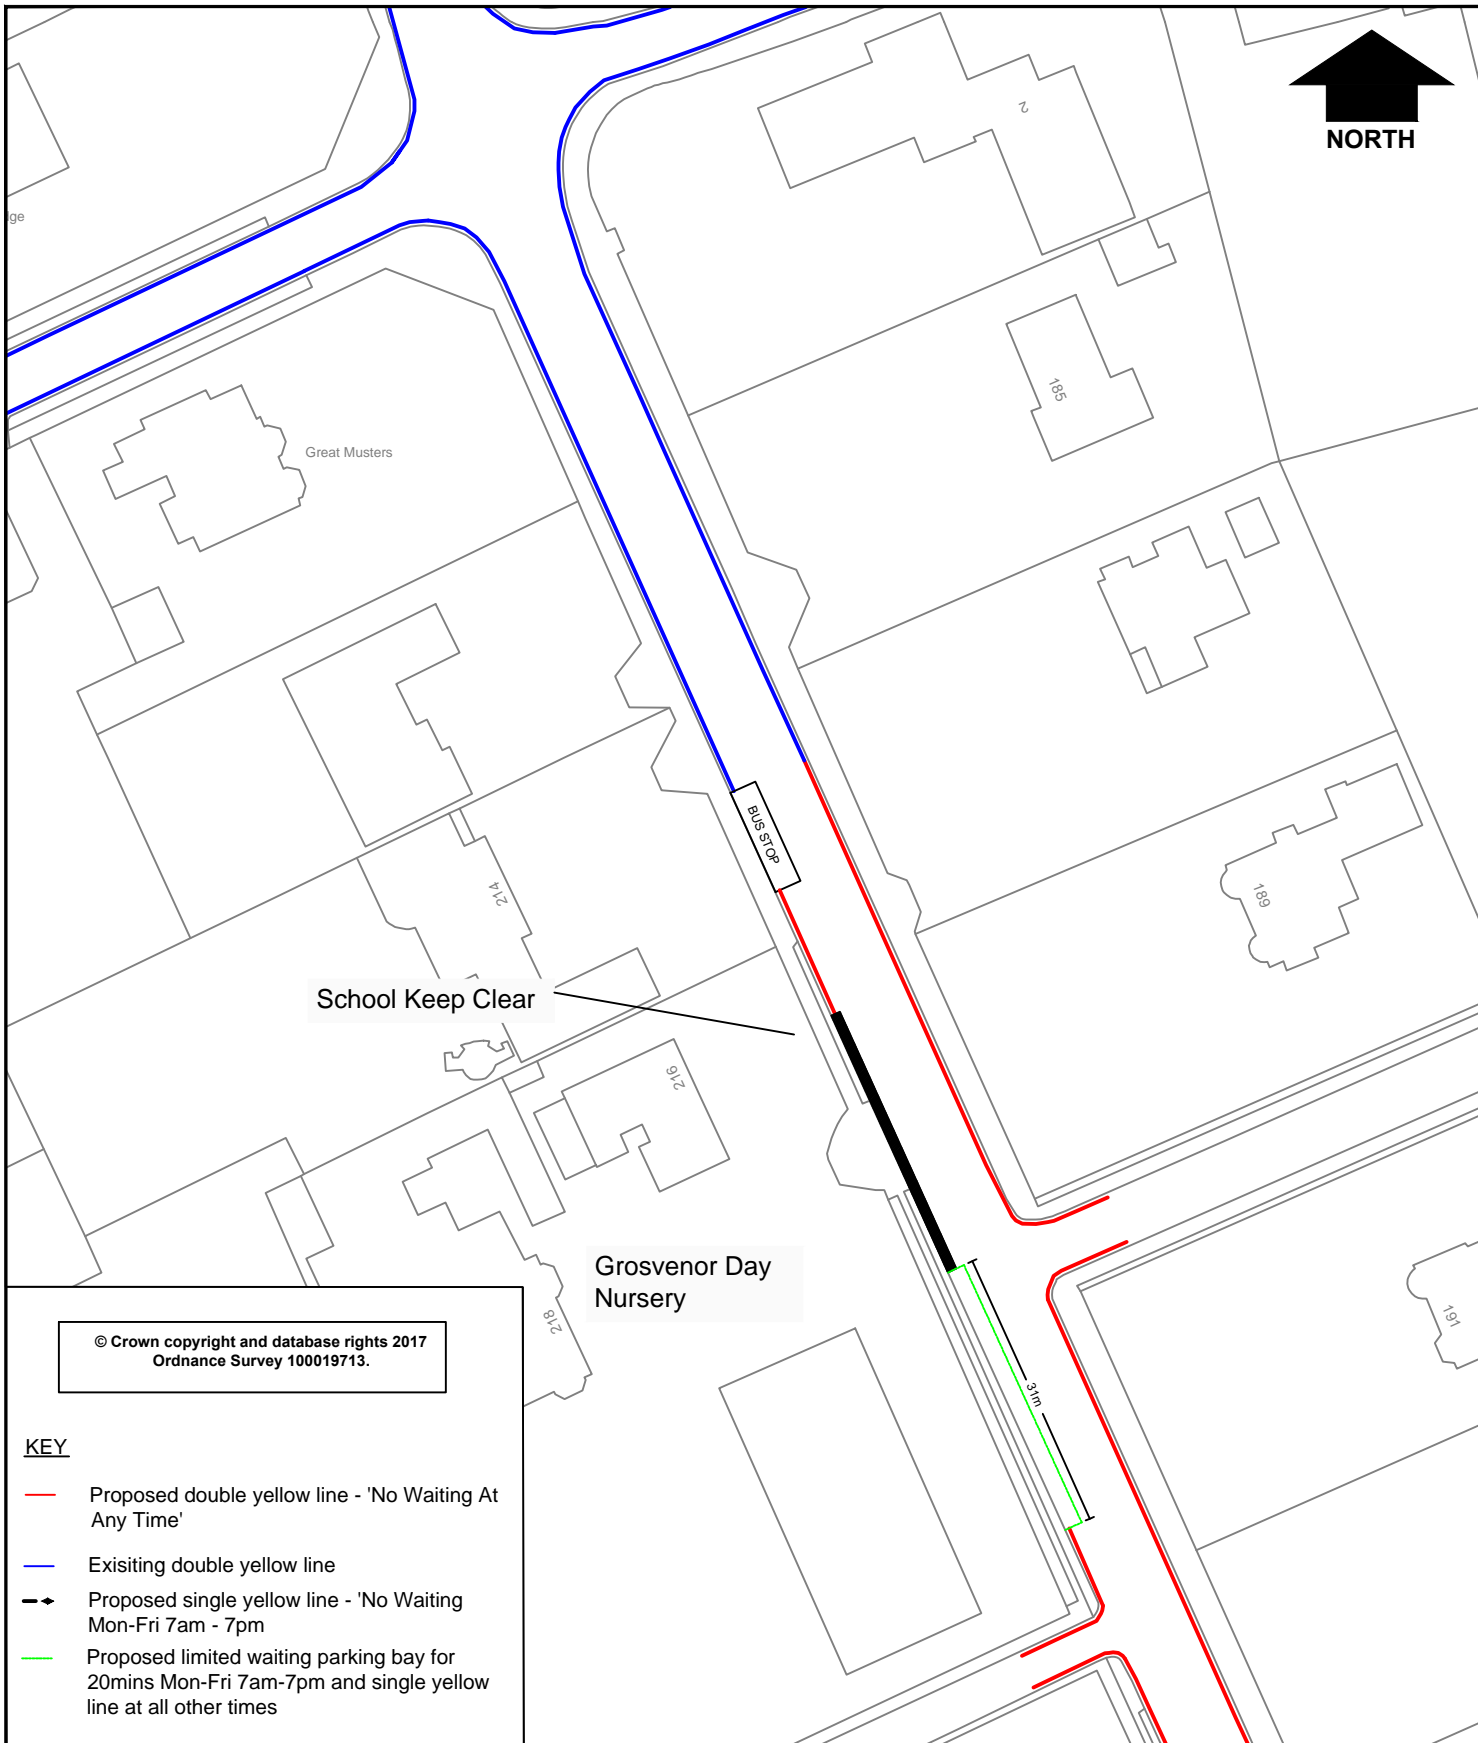 NORTH
2
185
Great Musters
BUS STOP
214
189
School Keep Clear
216
Grosvenor Day
Nursery
218
191
31m
© Crown copyright and database rights 2017
Ordnance Survey 100019713.
KEY
Proposed double yellow line - 'No Waiting At
Any Time'
Exisiting double yellow line
Proposed single yellow line - 'No Waiting
Mon-Fri 7am - 7pm
Proposed limited waiting parking bay for
20mins Mon-Fri 7am-7pm and single yellow
line at all other times